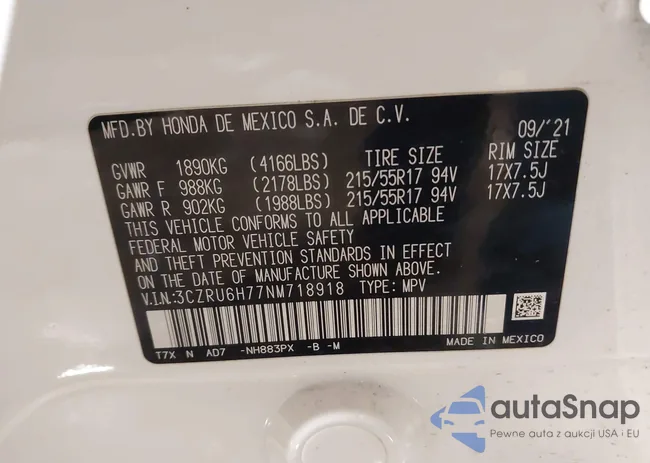 MFD.BY HONDA DE MEXICO S.A. DE C.V. 09/'21
GVWR 1890KG (4166LBS) TIRE SIZE RIM SIZE
GAWR F 988KG (2178LBS) 215/55R17 94V 17X7.5J
GAWR R 902KG (1988LBS) 215/55R17 94V 17X7.5J
THIS VEHICLE CONFORMS TO ALL APPLICABLE
FEDERAL MOTOR VEHICLE SAFETY
AND THEFT PREVENTION STANDARDS IN EFFECT
ON THE DATE OF MANUFACTURE SHOWN ABOVE.
V.I.N:3CZRU6H77NM718918 TYPE: MPV
T7X N AD7 -NH883PX -B -M MADE IN MEXICO
autaSnap
Pewne auta z aukcji USA i EU